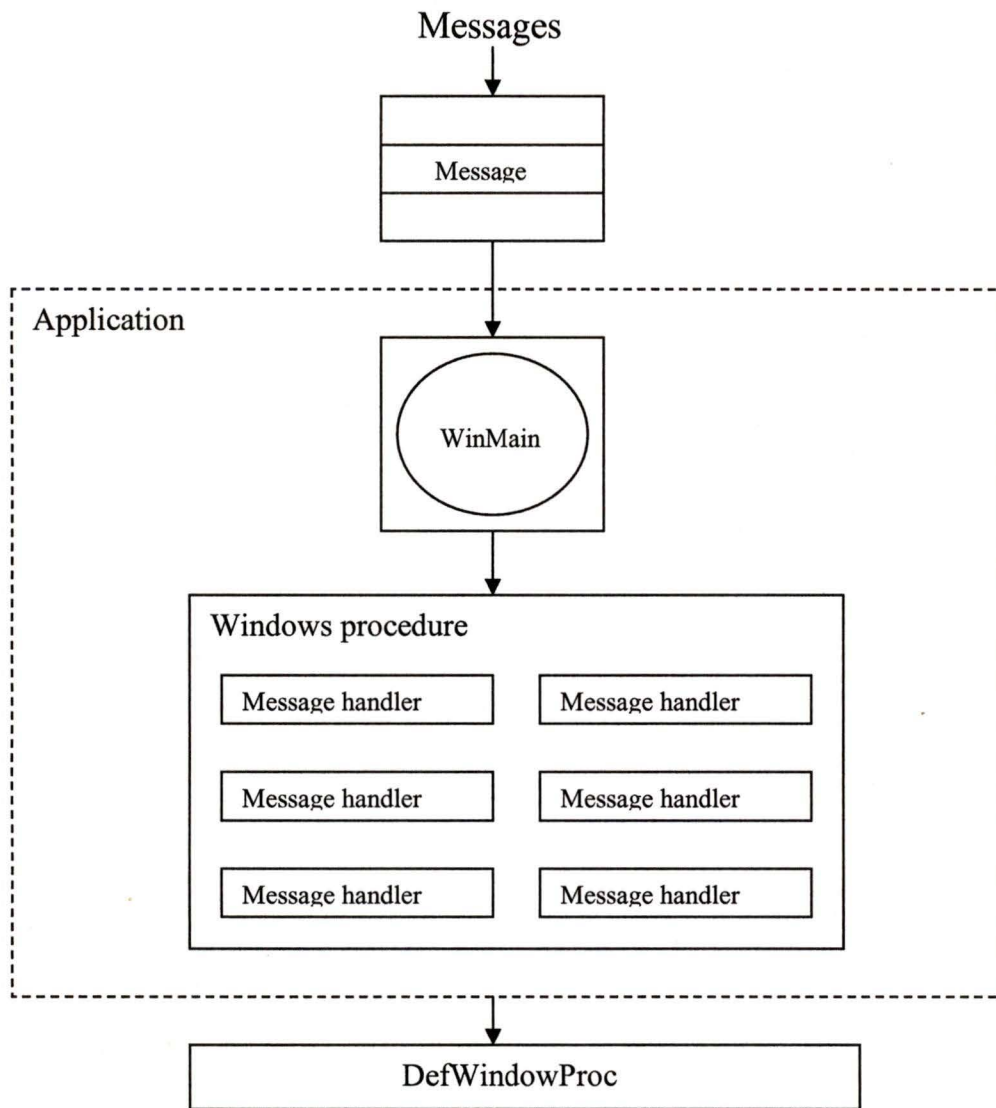 Messages
Message
Application
WinMain
Windows procedure
Message handler Message handler
Message handler Message handler
Message handler Message handler
DefWindowProc